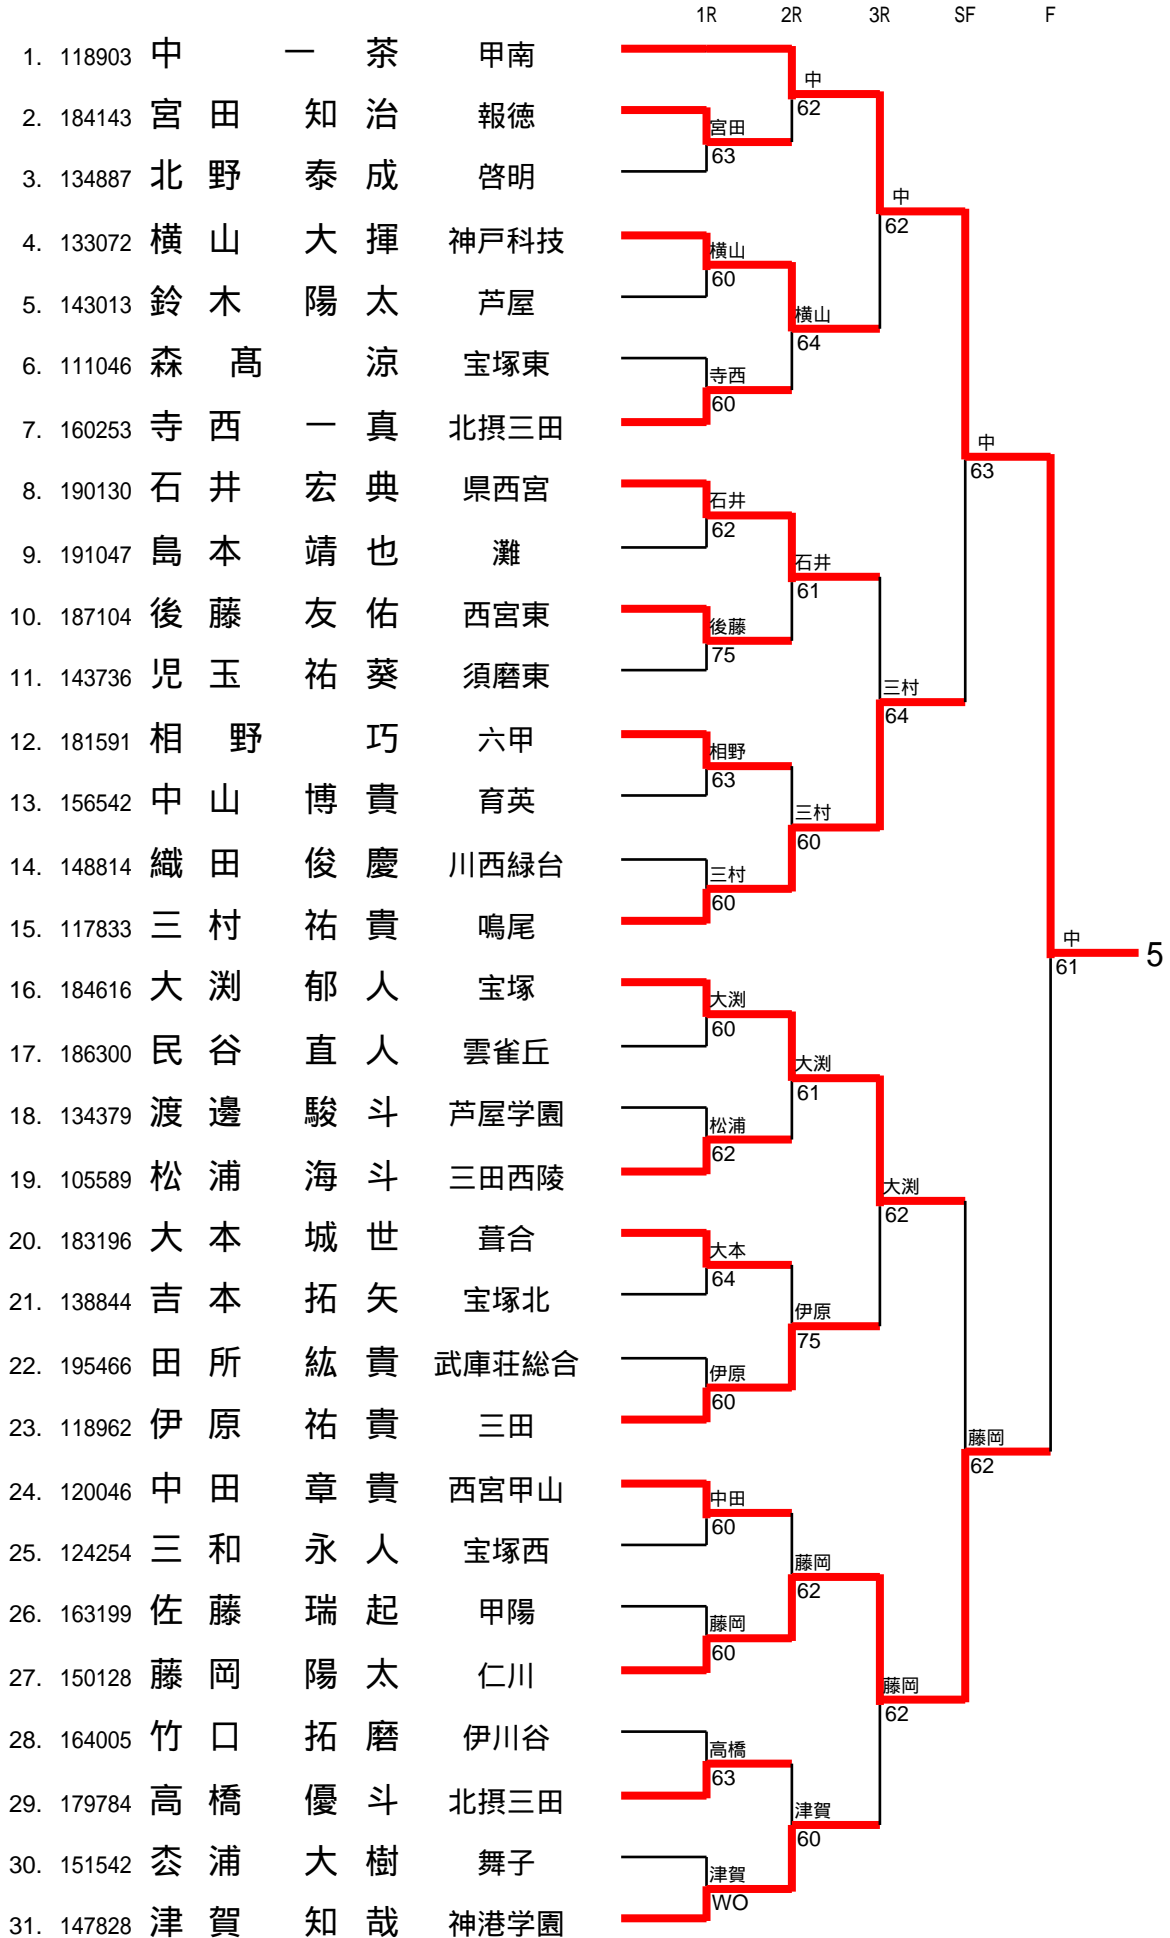 1R 2R 3R SF F
1. 118903 中 一 茶 甲南
中
62
2. 184143 宮 田 知 治 報徳
宮田
63
3. 134887 北 野 泰 成 啓明
中
62
4. 133072 横 山 大 揮 神戸科技
横山
60
5. 143013 鈴 木 陽 太 芦屋
横山
64
6. 111046 森 髙 涼 宝塚東
寺西
60
7. 160253 寺 西 一 真 北摂三田
中
63
8. 190130 石 井 宏 典 県西宮
石井
62
9. 191047 島 本 靖 也 灘
石井
61
10. 187104 後 藤 友 佑 西宮東
後藤
75
11. 143736 児 玉 祐 葵 須磨東
三村
64
12. 181591 相 野 巧 六甲
相野
63
13. 156542 中 山 博 貴 育英
三村
60
14. 148814 織 田 俊 慶 川西緑台
三村
60
15. 117833 三 村 祐 貴 鳴尾
中
61
5
16. 184616 大 渕 郁 人 宝塚
大渕
60
17. 186300 民 谷 直 人 雲雀丘
大渕
61
18. 134379 渡 邊 駿 斗 芦屋学園
松浦
62
19. 105589 松 浦 海 斗 三田西陵
大渕
62
20. 183196 大 本 城 世 葺合
大本
64
21. 138844 吉 本 拓 矢 宝塚北
伊原
75
22. 195466 田 所 紘 貴 武庫荘総合
伊原
60
23. 118962 伊 原 祐 貴 三田
藤岡
62
24. 120046 中 田 章 貴 西宮甲山
中田
60
25. 124254 三 和 永 人 宝塚西
藤岡
62
26. 163199 佐 藤 瑞 起 甲陽
藤岡
60
27. 150128 藤 岡 陽 太 仁川
藤岡
62
28. 164005 竹 口 拓 磨 伊川谷
高橋
63
29. 179784 高 橋 優 斗 北摂三田
津賀
60
30. 151542 枩 浦 大 樹 舞子
津賀
WO
31. 147828 津 賀 知 哉 神港学園